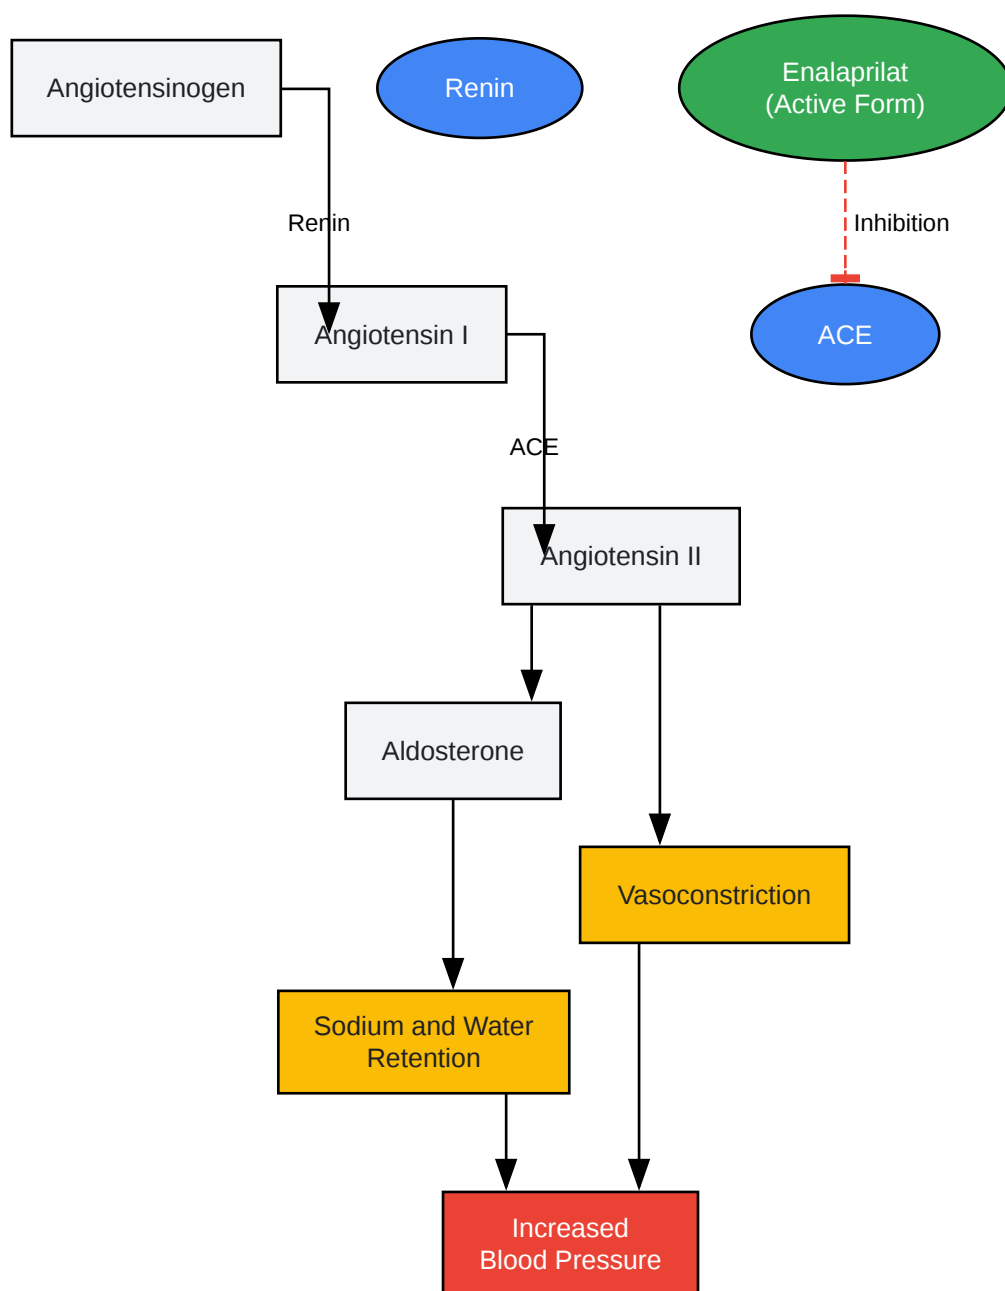 Angiotensinogen
Renin
Enalaprilat
(Active Form)
Renin
Inhibition
Angiotensin I
ACE
ACE
Angiotensin II
Aldosterone
Vasoconstriction
Sodium and Water
Retention
Increased
Blood Pressure